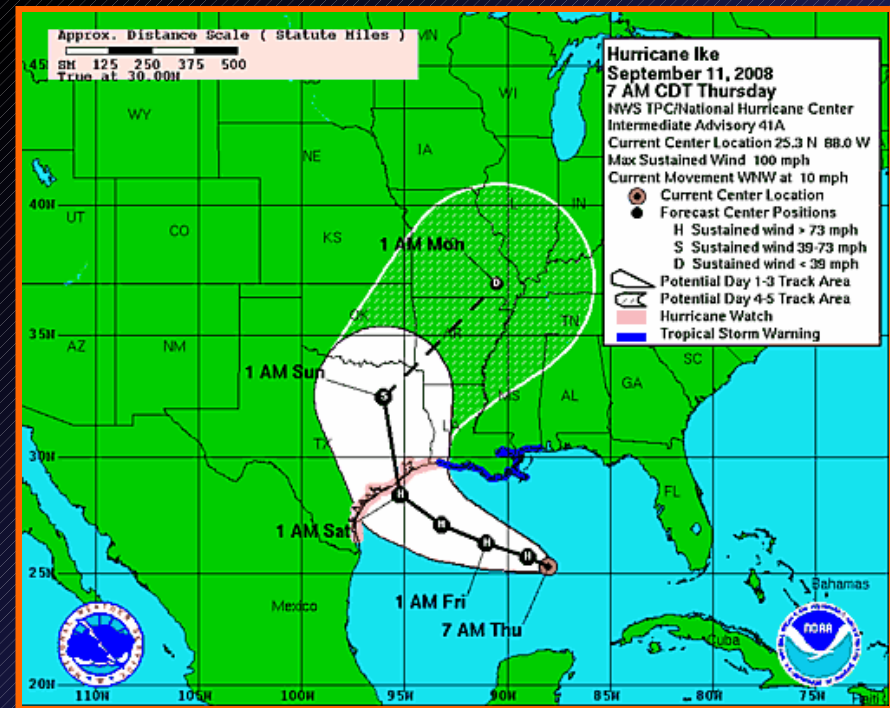 Approx. Distance Scale ( Statute Miles )
SM 125 250 375 500
True at 30.00N
Hurricane Ike
September 11, 2008
7 AM CDT Thursday
NWS TPC/National Hurricane Center
Intermediate Advisory 41A
Current Center Location 25.3 N 88.0 W
Max Sustained Wind 100 mph
Current Movement WNW at 10 mph
Current Center Location
Forecast Center Positions
H Sustained wind > 73 mph
S Sustained wind 39-73 mph
D Sustained wind < 39 mph
Potential Day 1-3 Track Area
Potential Day 4-5 Track Area
Hurricane Watch
Tropical Storm Warning
45N
MN
WY
WI
NE
IA
40N
UT
CO
KS
IN
1 AM Mon
D
35N
OK
AR
TN
AZ
NM
SC
1 AM Sun
S
MS
AL
GA
TX
LA
30N
FL
H
1 AM Sat
H
H
H
25N
1 AM Fri
Bahamas
Mexico
7 AM Thu
NOAA
Cuba
20N
110W
105W
100W
95W
90W
85W
80W
75W